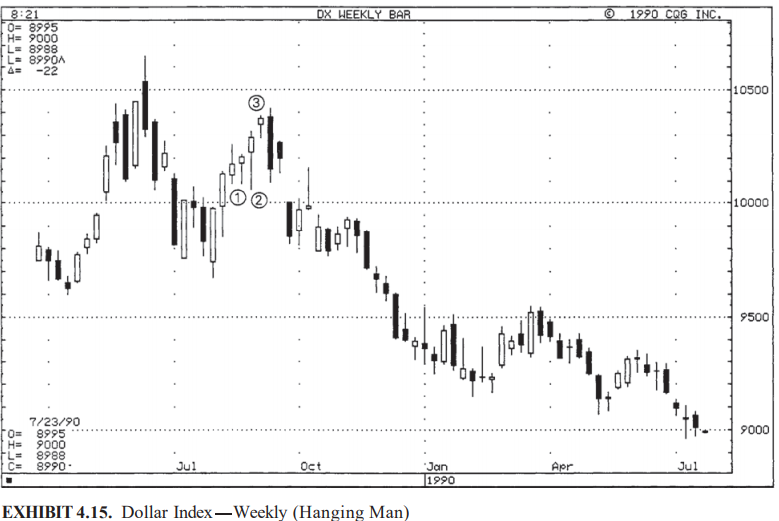 8:21 DX WEEKLY BAR © 1990 CQG INC.
O= 8995
H= 9000
L= 8988
L= 8990^
Δ= -22
10500
③
10000
① ②
9500
7/23/90
O= 8995
H= 9000
L= 8988
C= 8990
9000
Jul Oct Jan Apr Jul
1990
EXHIBIT 4.15. Dollar Index—Weekly (Hanging Man)